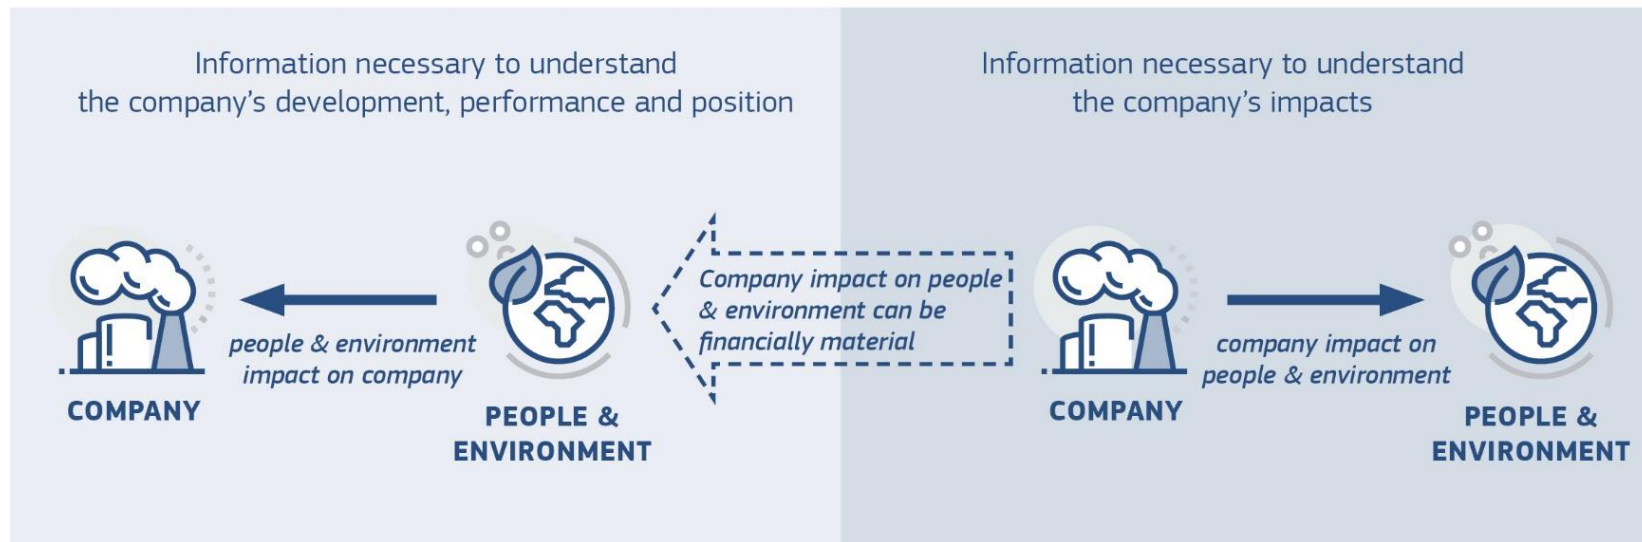 Information necessary to understand
the company's development, performance and position
people & environment
impact on company
COMPANY
PEOPLE &
ENVIRONMENT
Company impact on people
& environment can be
financially material
Information necessary to understand
the company's impacts
COMPANY
company impact on
people & environment
PEOPLE &
ENVIRONMENT